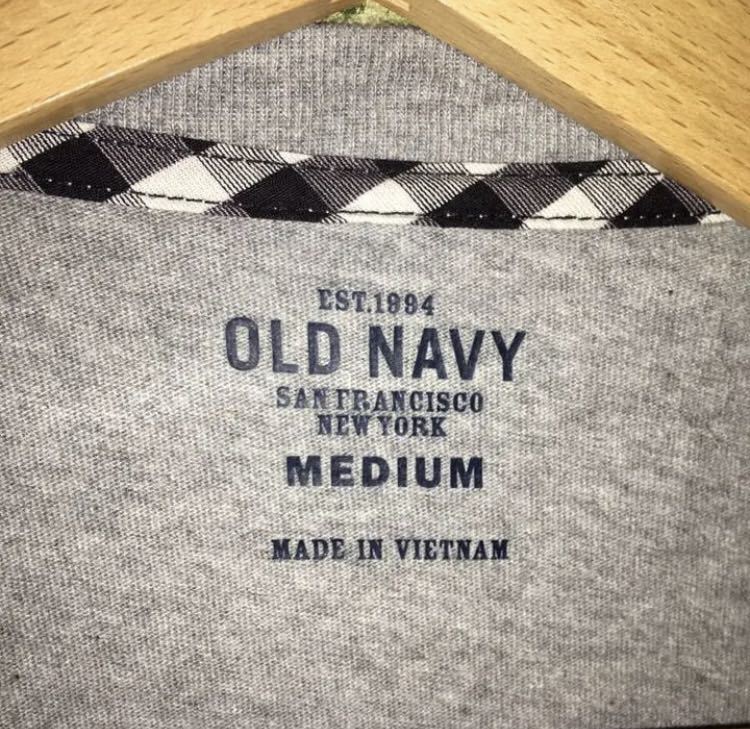 EST.1994
OLD NAVY
SAN FRANCISCO
NEW YORK
MEDIUM
MADE IN VIETNAM